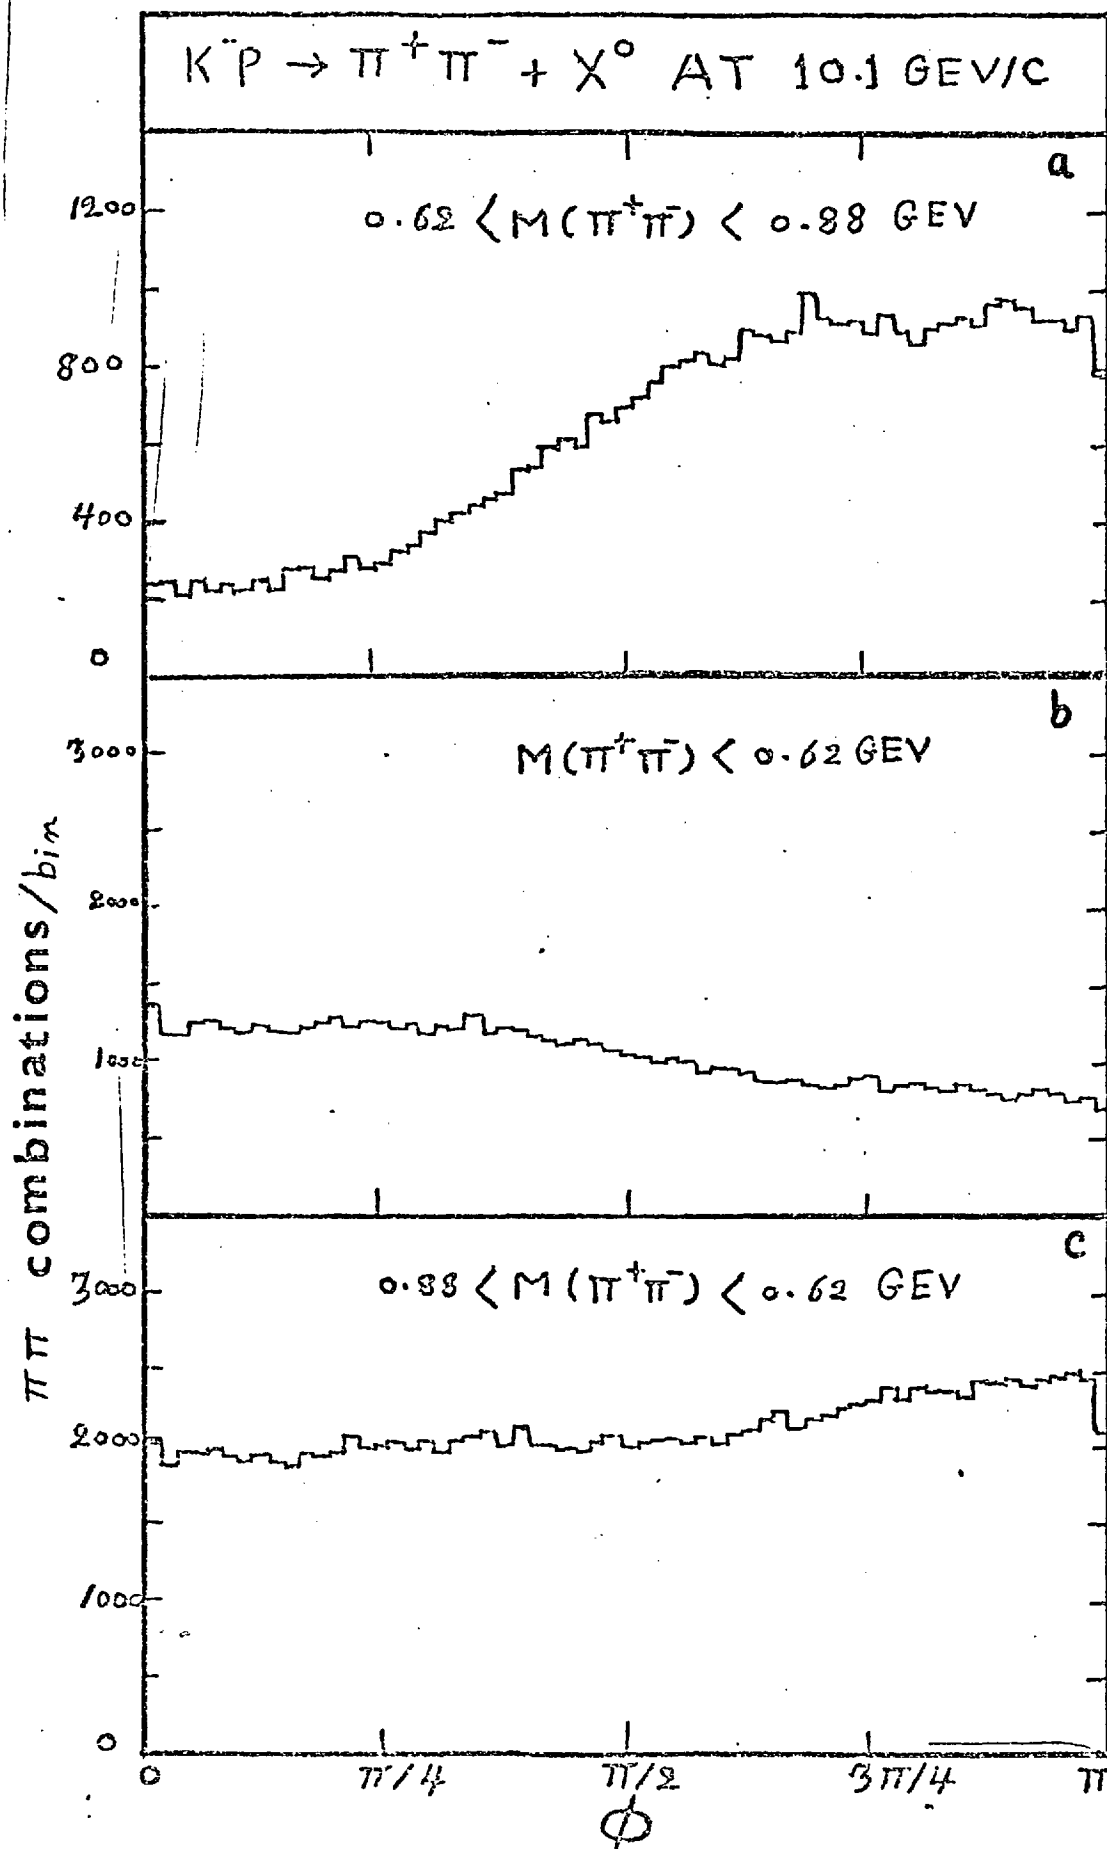 K⁻P → π⁺π⁻ + X⁰ AT 10.1 GEV/C
a
0.62 < M(π⁺π⁻) < 0.88 GEV
1200
800
400
0
b
M(π⁺π⁻) < 0.62 GEV
3000
2000
1000
c
0.88 < M(π⁺π⁻) < 0.62 GEV
3000
2000
1000
0
ππ combinations/bin
0 π/4 π/2 3π/4 π
ϕ